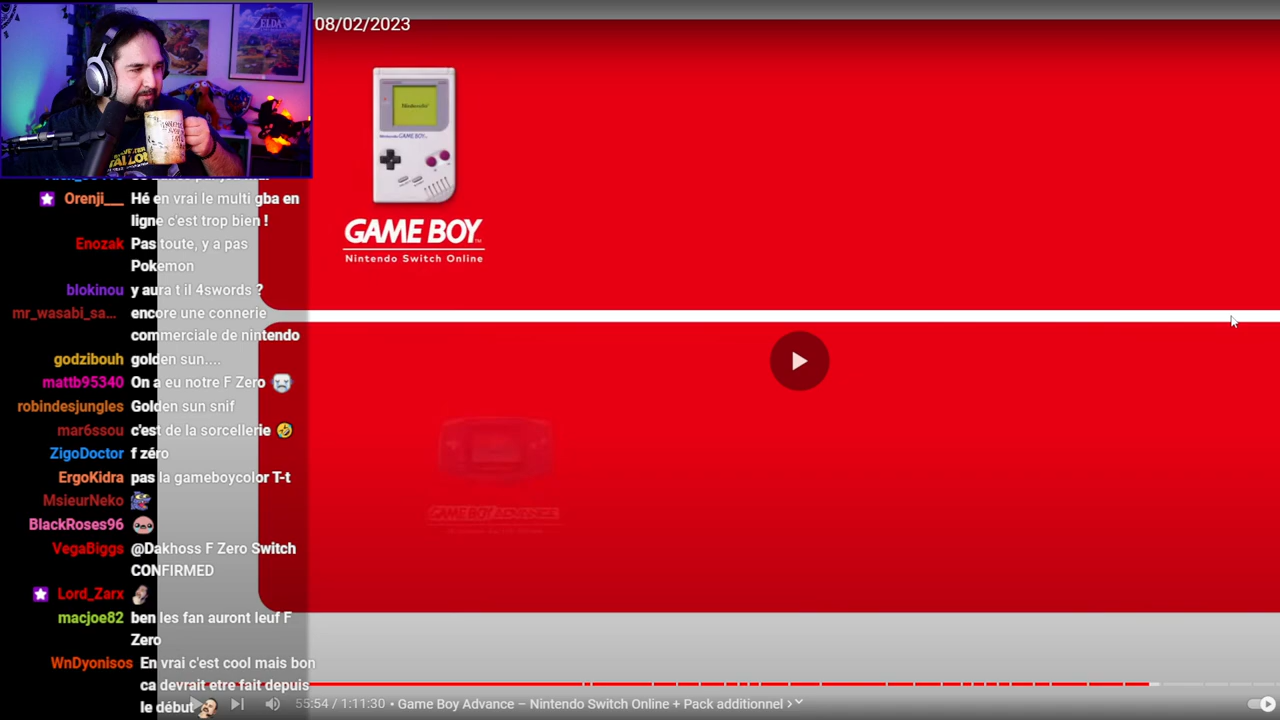 08/02/2023
ZELDA
Nintendo
Nintendo GAME BOY
GAME BOY™
Nintendo Switch Online
Orenji___ Hé en vrai le multi gba en
ligne c'est trop bien !
Enozak Pas toute, y a pas
Pokemon
blokinou y aura t il 4swords ?
mr_wasabi_sa… encore une connerie
commerciale de nintendo
godzibouh golden sun....
mattb95340 On a eu notre F Zero
robindesjungles Golden sun snif
mar6ssou c'est de la sorcellerie
ZigoDoctor f zéro
ErgoKidra pas la gameboycolor T-t
MsieurNeko
BlackRoses96
VegaBiggs @Dakhoss F Zero Switch
CONFIRMED
Lord_Zarx
macjoe82 ben les fan auront leuf F
Zero
WnDyonisos En vrai c'est cool mais bon
ca devrait etre fait depuis
le début
GAME BOY ADVANCE
55:54 / 1:11:30 • Game Boy Advance – Nintendo Switch Online + Pack additionnel